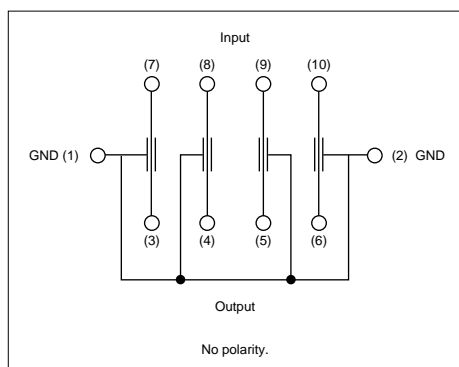 Input
(7) (8) (9) (10)
GND (1) (2) GND
(3) (4) (5) (6)
Output
No polarity.